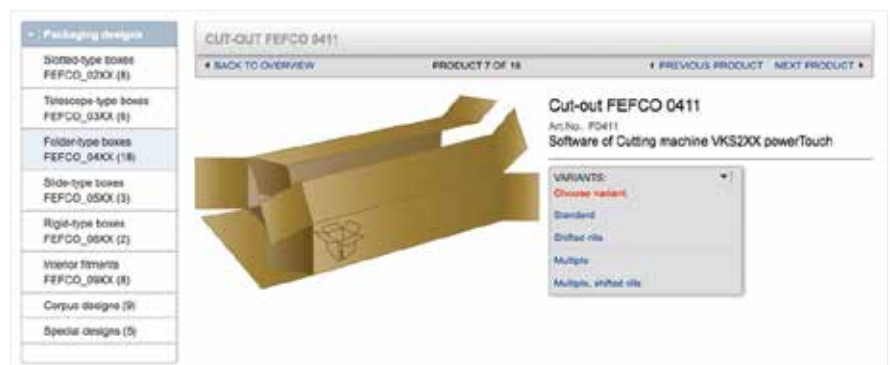 Packaging designs
Slotted-type boxes
FEFCO_02XX (8)
Telescope-type boxes
FEFCO_03XX (6)
Folder-type boxes
FEFCO_04XX (18)
Slide-type boxes
FEFCO_05XX (3)
Rigid-type boxes
FEFCO_06XX (2)
Interior fitments
FEFCO_09XX (8)
Corpus designs (9)
Special designs (5)
CUT-OUT FEFCO 0411
BACK TO OVERVIEW
PRODUCT 7 OF 18
PREVIOUS PRODUCT
NEXT PRODUCT
Cut-out FEFCO 0411
Art.No. F0411
Software of Cutting machine VKS2XX powerTouch
VARIANTS:
Choose variant
Standard
Shifted rills
Multiple
Multiple, shifted rills